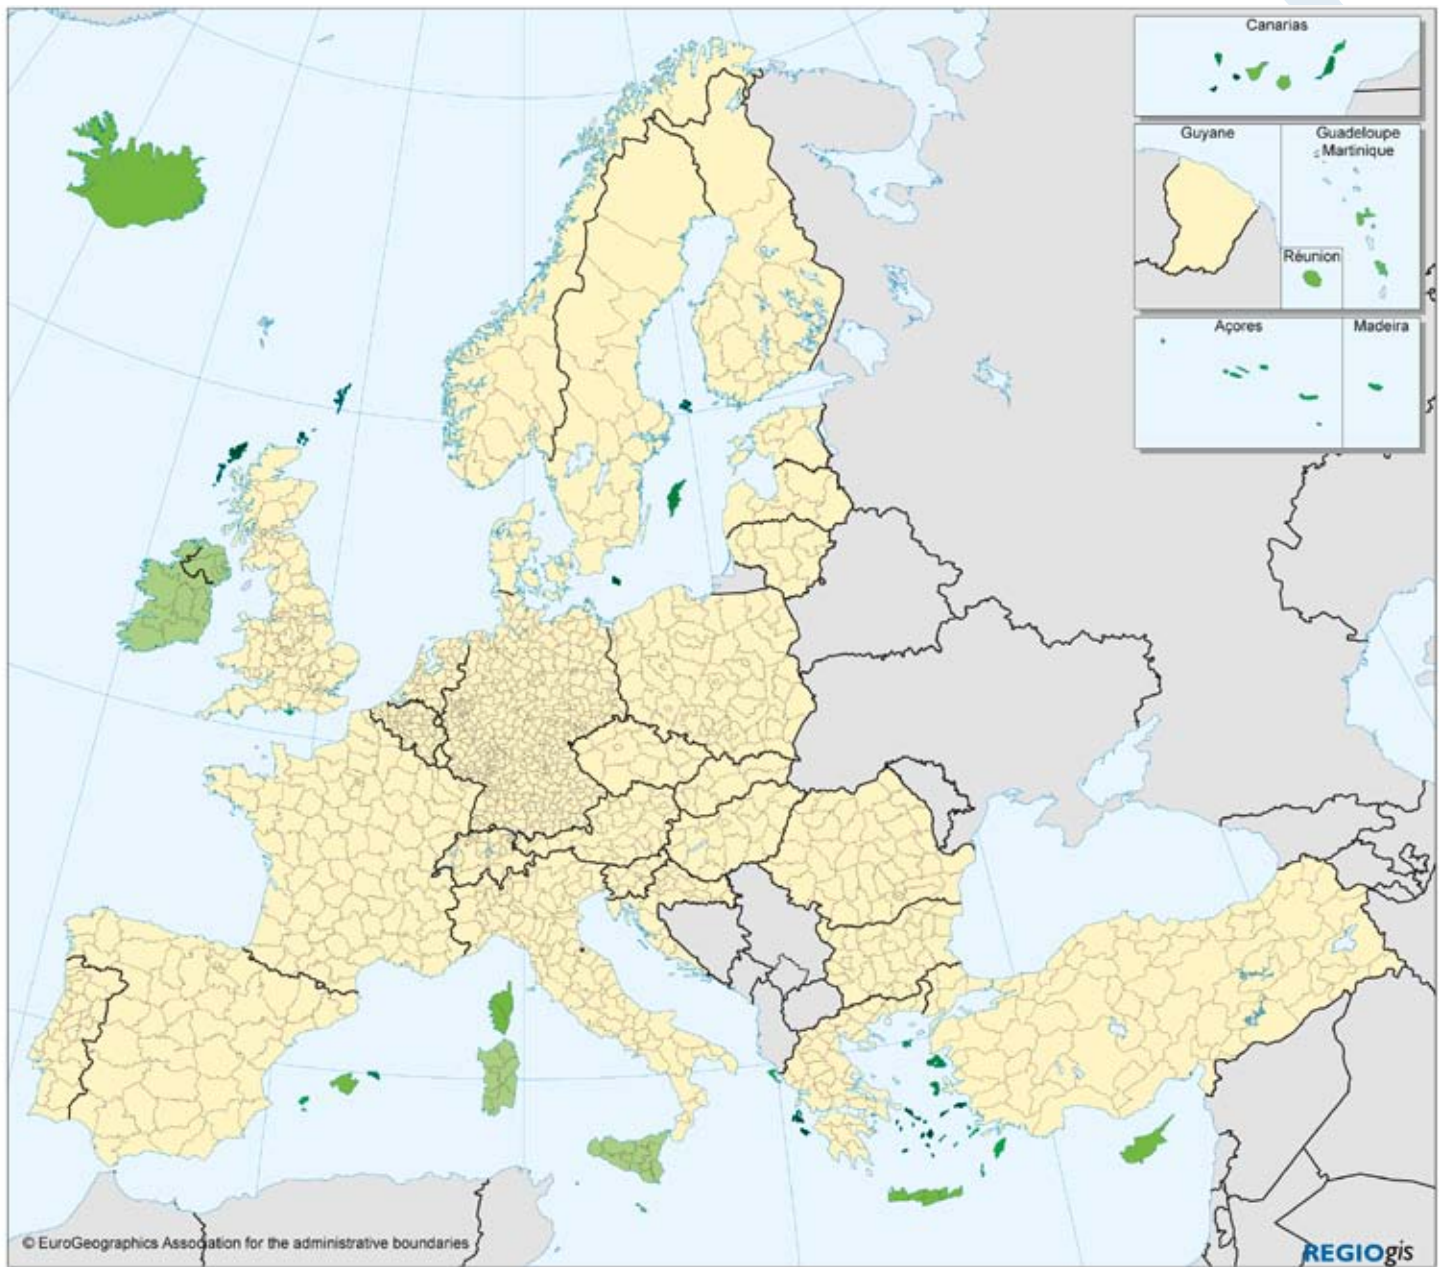 Canarias
Guyane
Guadeloupe
Martinique
Réunion
Açores
Madeira
© EuroGeographics Association for the administrative boundaries
REGIOgis